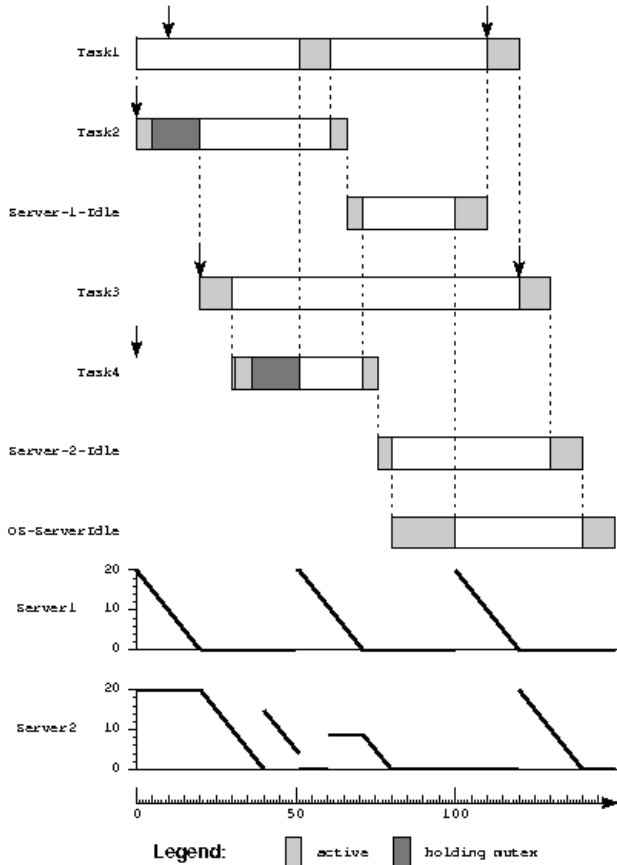 Task1
Task2
Server-1-Idle
Task3
Task4
Server-2-Idle
OS-ServerIdle
20
10
0
Server1
20
10
0
Server2
0 50 100
Legend: active holding mutex